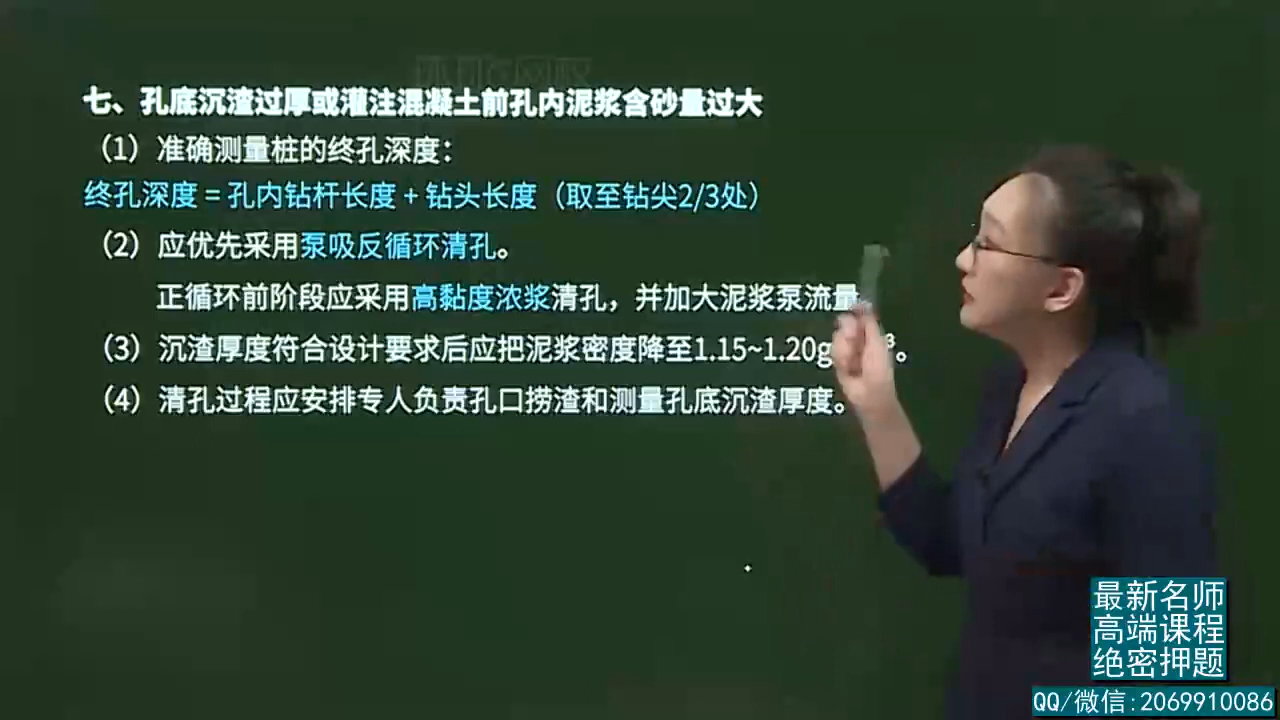 七、孔底沉渣过厚或灌注混凝土前孔内泥浆含砂量过大
（1）准确测量桩的终孔深度：
终孔深度 = 孔内钻杆长度 + 钻头长度（取至钻尖2/3处）
（2）应优先采用泵吸反循环清孔。
正循环前阶段应采用高黏度浓浆清孔，并加大泥浆泵流量
（3）沉渣厚度符合设计要求后应把泥浆密度降至1.15~1.20g ³。
（4）清孔过程应安排专人负责孔口捞渣和测量孔底沉渣厚度。
最新名师
高端课程
绝密押题
QQ/微信:2069910086